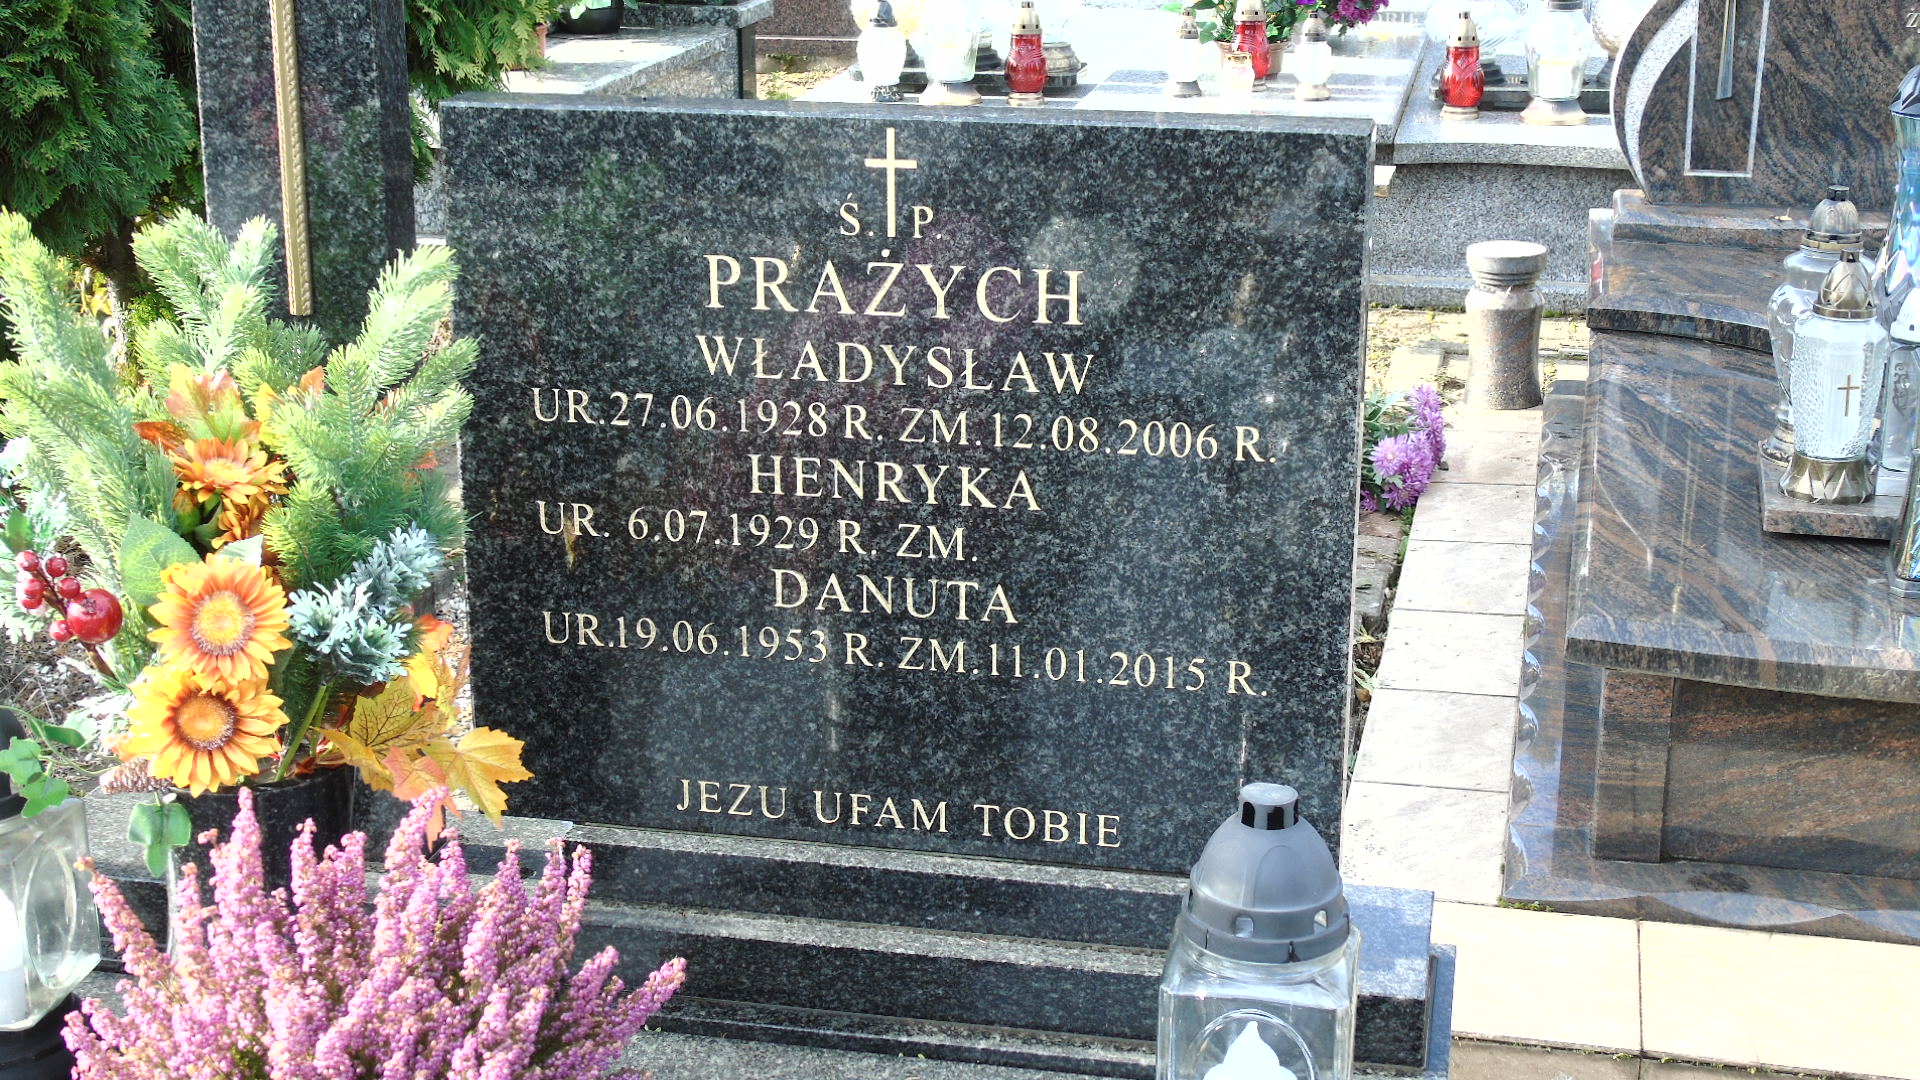 Ś. P.
PRAŻYCH
WŁADYSŁAW
UR.27.06.1928 R. ZM.12.08.2006 R.
HENRYKA
UR. 6.07.1929 R. ZM.
DANUTA
UR.19.06.1953 R. ZM.11.01.2015 R.
JEZU UFAM TOBIE